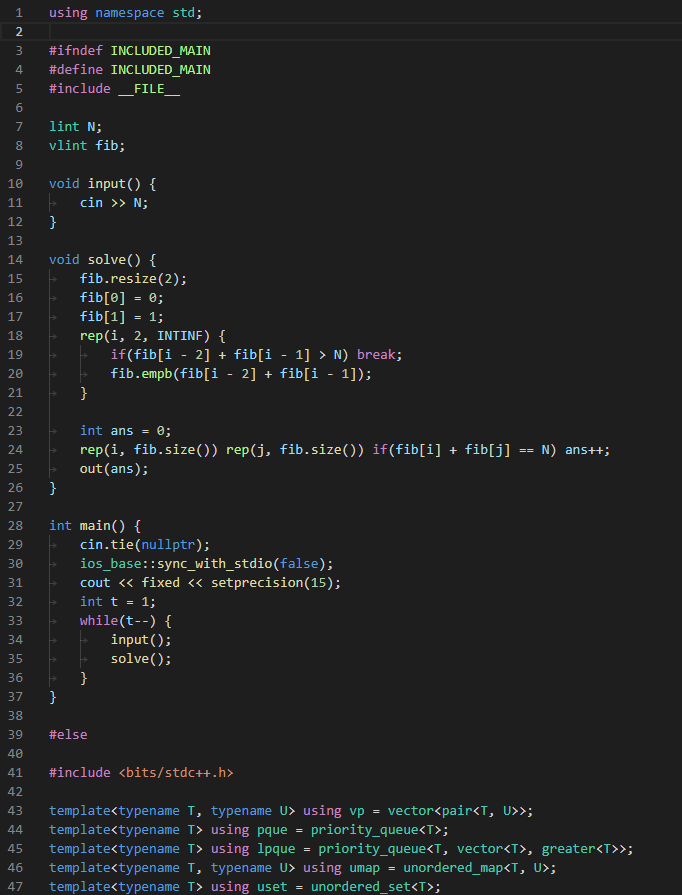 1 using namespace std;
2
3 #ifndef INCLUDED_MAIN
4 #define INCLUDED_MAIN
5 #include __FILE__
6
7 lint N;
8 vlint fib;
9
10 void input() {
11 cin >> N;
12 }
13
14 void solve() {
15 fib.resize(2);
16 fib[0] = 0;
17 fib[1] = 1;
18 rep(i, 2, INTINF) {
19 if(fib[i - 2] + fib[i - 1] > N) break;
20 fib.empb(fib[i - 2] + fib[i - 1]);
21 }
22
23 int ans = 0;
24 rep(i, fib.size()) rep(j, fib.size()) if(fib[i] + fib[j] == N) ans++;
25 out(ans);
26 }
27
28 int main() {
29 cin.tie(nullptr);
30 ios_base::sync_with_stdio(false);
31 cout << fixed << setprecision(15);
32 int t = 1;
33 while(t--) {
34 input();
35 solve();
36 }
37 }
38
39 #else
40
41 #include <bits/stdc++.h>
42
43 template<typename T, typename U> using vp = vector<pair<T, U>>;
44 template<typename T> using pque = priority_queue<T>;
45 template<typename T> using lpque = priority_queue<T, vector<T>, greater<T>>;
46 template<typename T, typename U> using umap = unordered_map<T, U>;
47 template<typename T> using uset = unordered_set<T>;